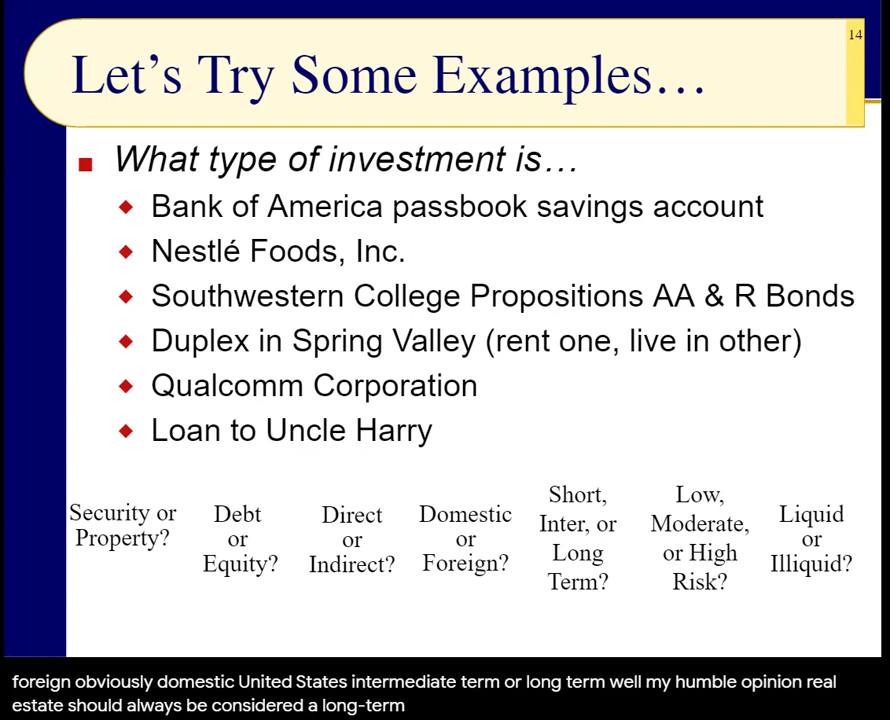 14
Let's Try Some Examples…
What type of investment is…
Bank of America passbook savings account
Nestlé Foods, Inc.
Southwestern College Propositions AA & R Bonds
Duplex in Spring Valley (rent one, live in other)
Qualcomm Corporation
Loan to Uncle Harry
Security or
Property?
Debt
or
Equity?
Direct
or
Indirect?
Domestic
or
Foreign?
Short,
Inter, or
Long
Term?
Low,
Moderate,
or High
Risk?
Liquid
or
Illiquid?
foreign obviously domestic United States intermediate term or long term well my humble opinion real
estate should always be considered a long-term